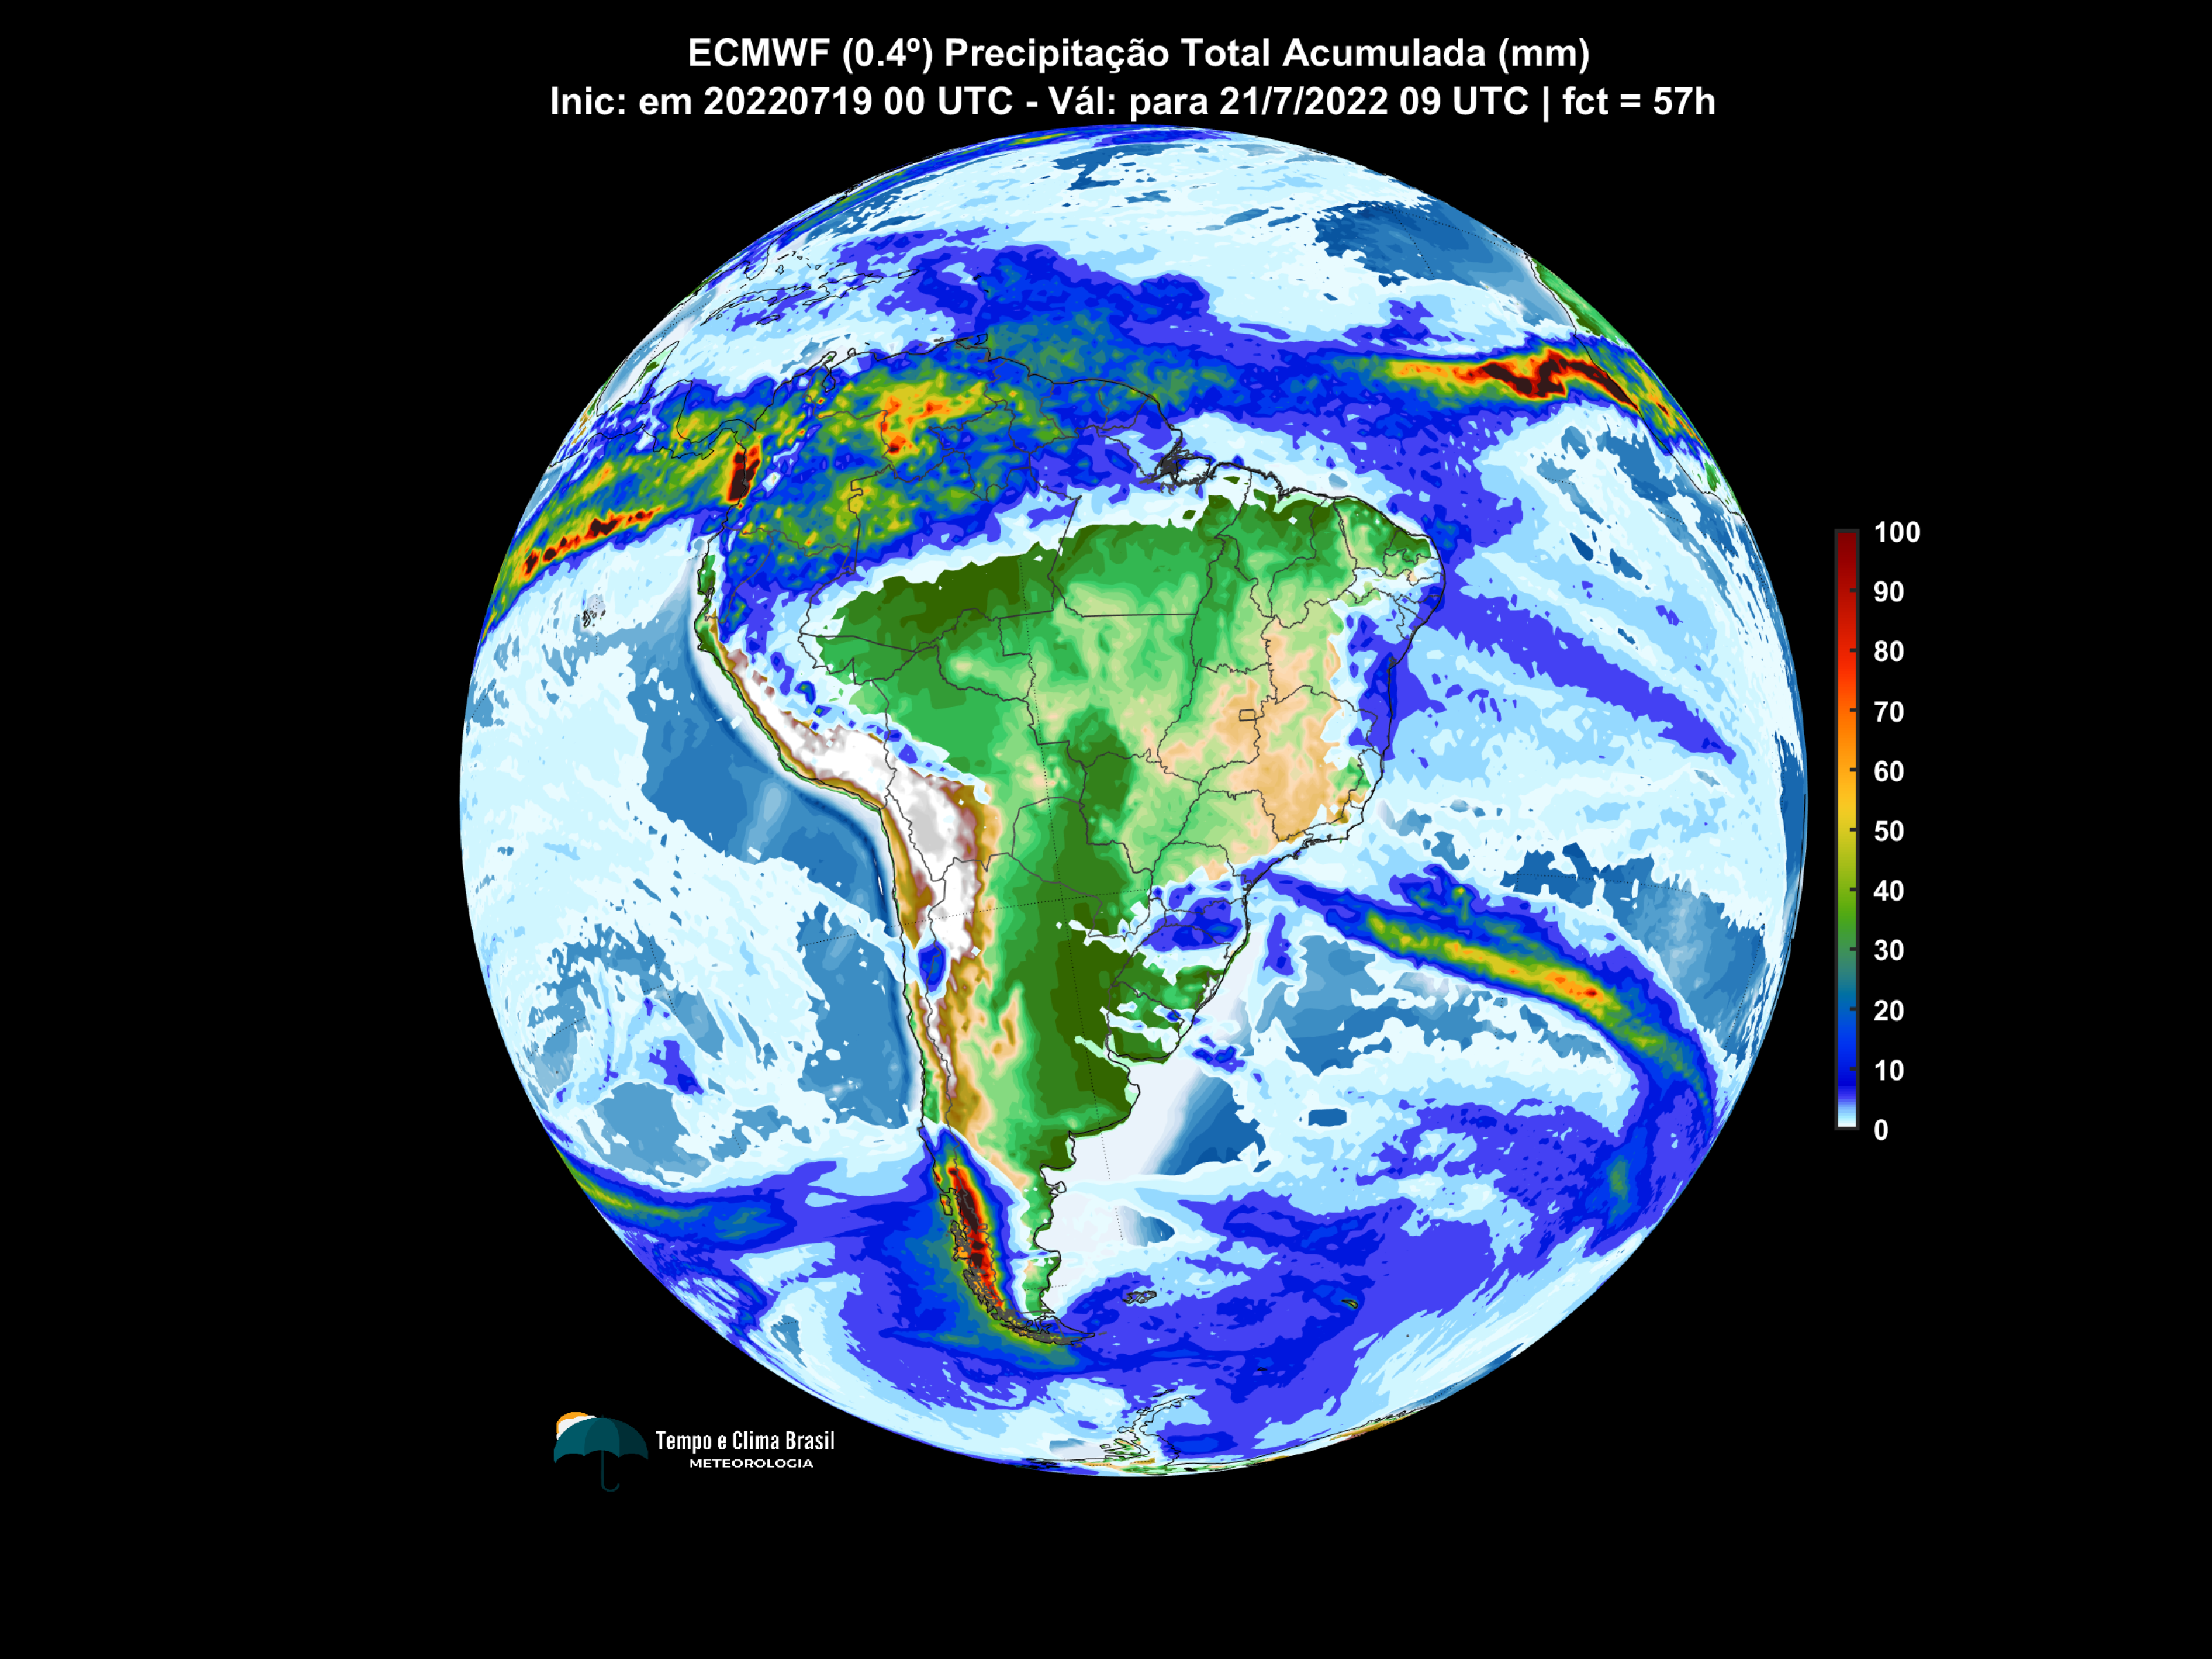 ECMWF (0.4º) Precipitação Total Acumulada (mm)
Inic: em 20220719 00 UTC - Vál: para 21/7/2022 09 UTC | fct = 57h
100
90
80
70
60
50
40
30
20
10
0
Tempo e Clima Brasil
METEOROLOGIA